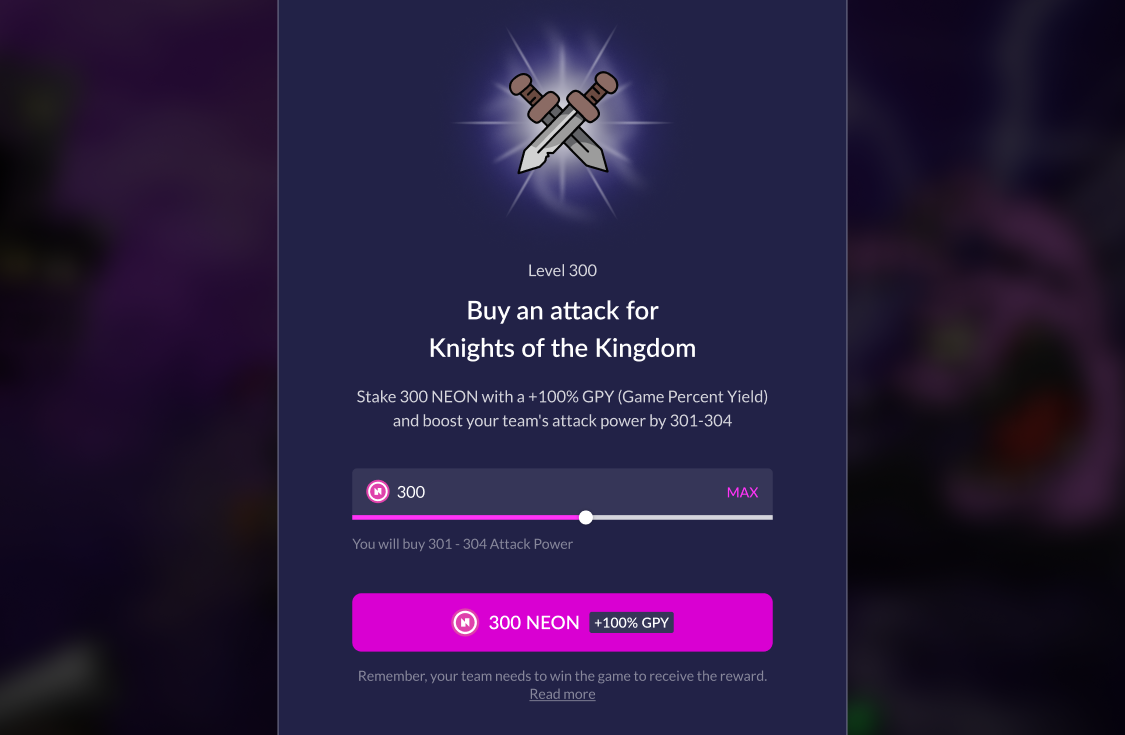 Level 300
Buy an attack for
Knights of the Kingdom
Stake 300 NEON with a +100% GPY (Game Percent Yield)
and boost your team's attack power by 301-304
300 MAX
You will buy 301 - 304 Attack Power
300 NEON +100% GPY
Remember, your team needs to win the game to receive the reward.
Read more